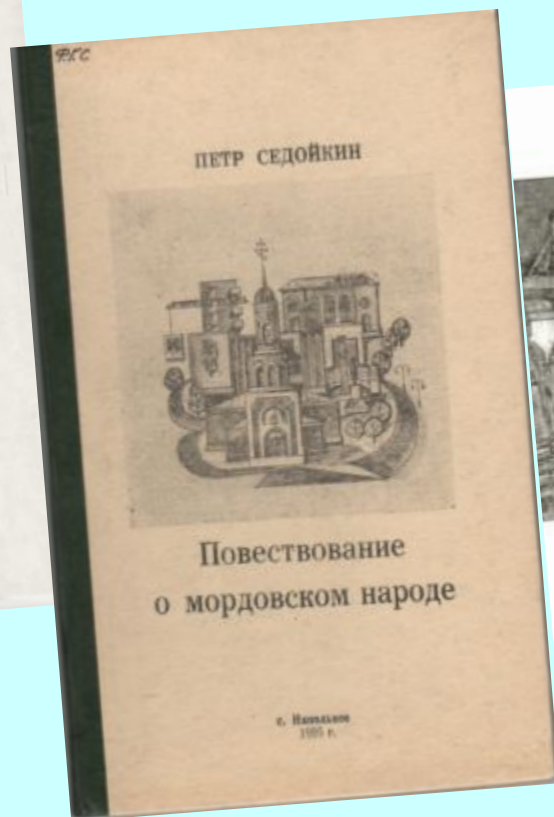 ПЕТР СЕДОЙКИН
Повествование
о мордовском народе
с.
г.